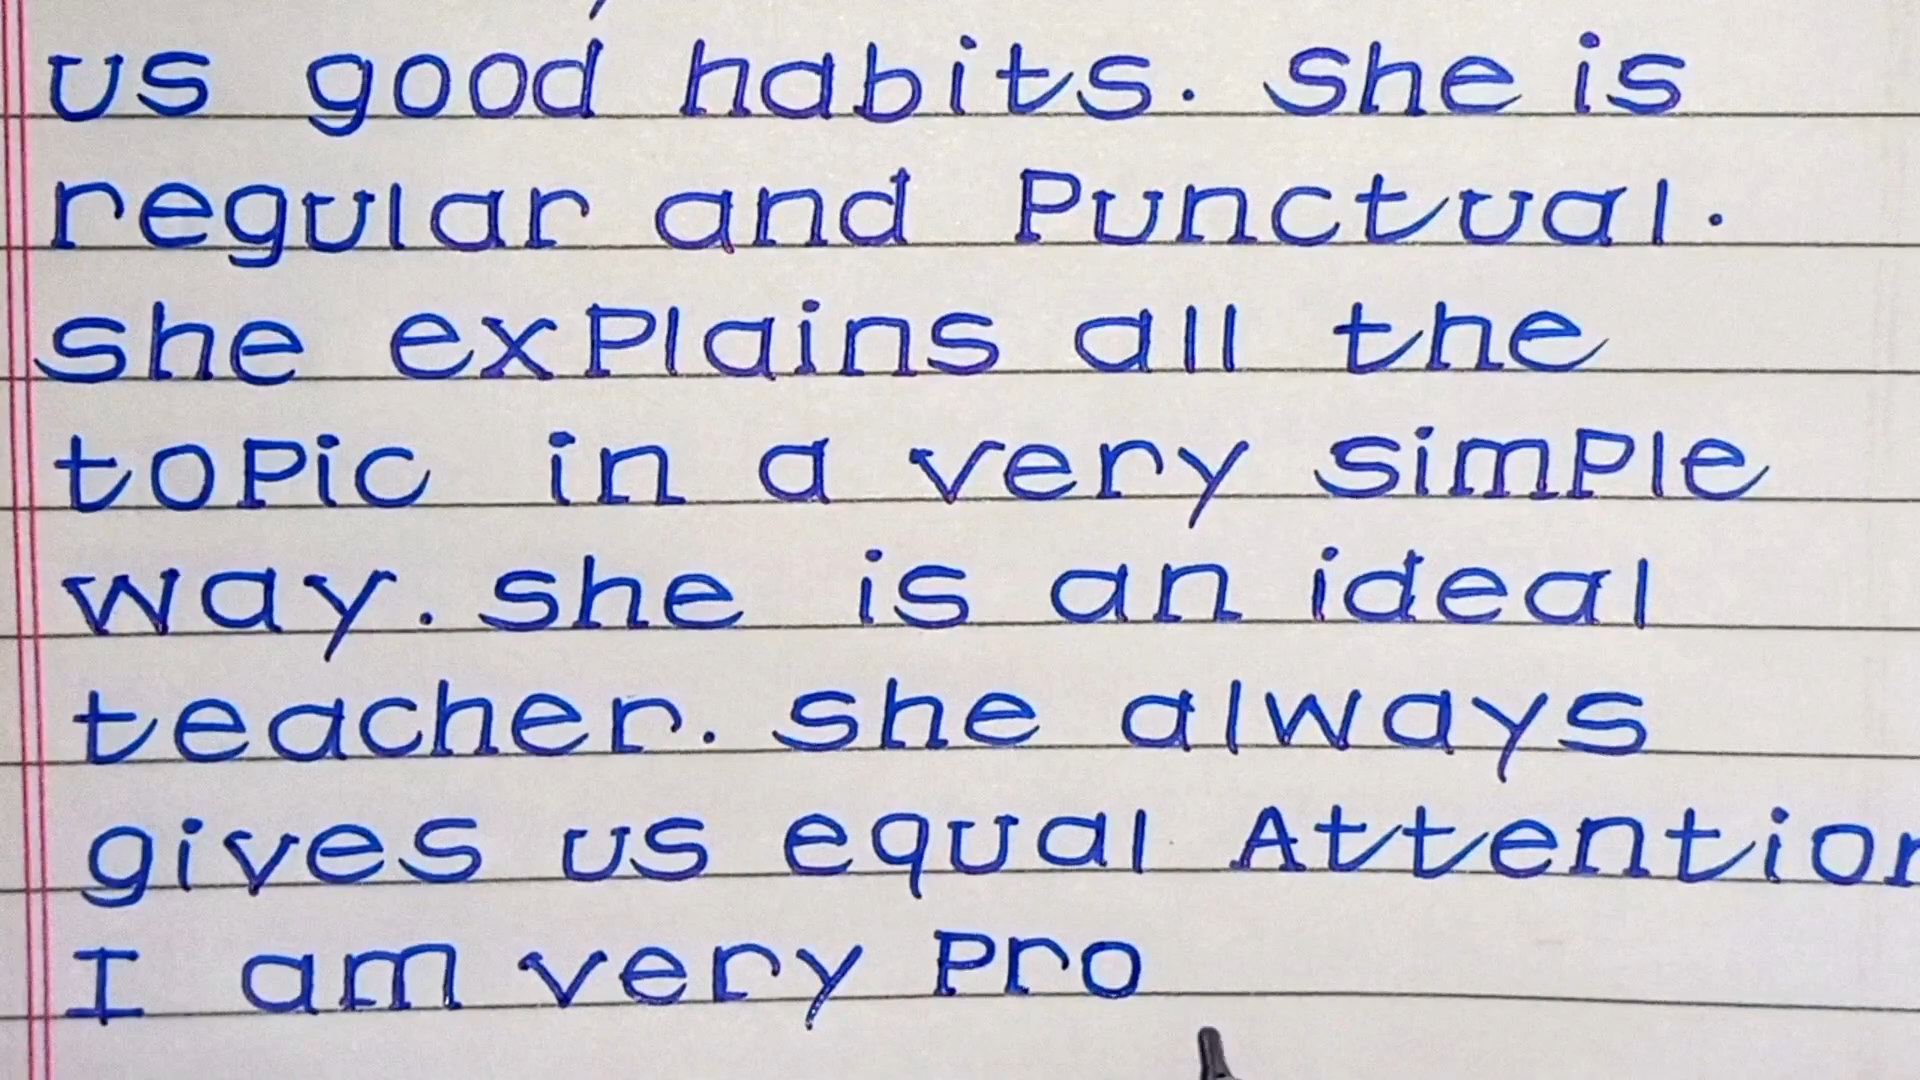 us good habits. She is
regular and Punctual.
she exPlains all the
toPic in a very simPle
way. she is an ideal
teacher. she always
gives us equal Attention
I am very Pro